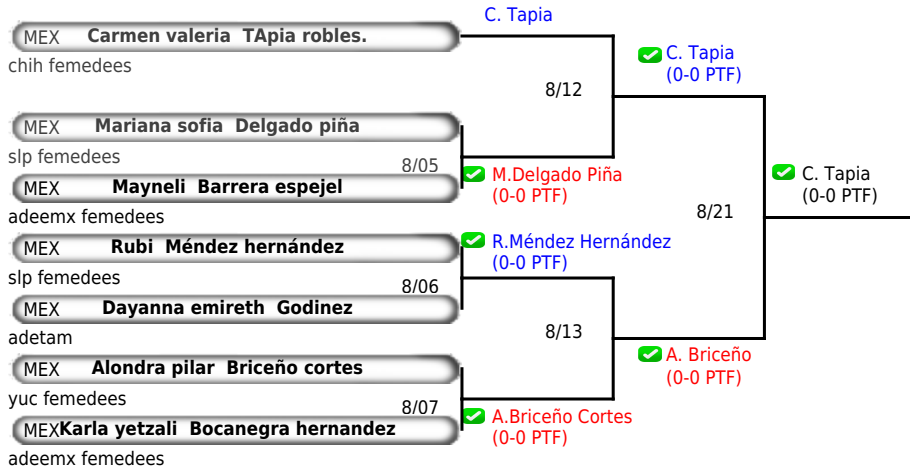 C. Tapia
MEX Carmen valeria TApia robles.
chih femedees
C. Tapia
(0-0 PTF)
8/12
MEX Mariana sofia Delgado piña
slp femedees
8/05
MEX Mayneli Barrera espejel
adeemx femedees
M.Delgado Piña
(0-0 PTF)
C. Tapia
(0-0 PTF)
8/21
MEX Rubi Méndez hernández
slp femedees
R.Méndez Hernández
(0-0 PTF)
8/06
MEX Dayanna emireth Godinez
adetam
8/13
A. Briceño
(0-0 PTF)
MEX Alondra pilar Briceño cortes
yuc femedees
8/07
MEXKarla yetzali Bocanegra hernandez
adeemx femedees
A.Briceño Cortes
(0-0 PTF)